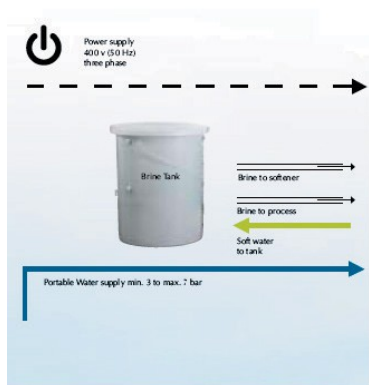 Power supply
400 v (50 Hz)
three phase
Brine Tank
Brine to softener
Brine to process
Soft water
to tank
Portable Water supply min. 3 to max. 7 bar